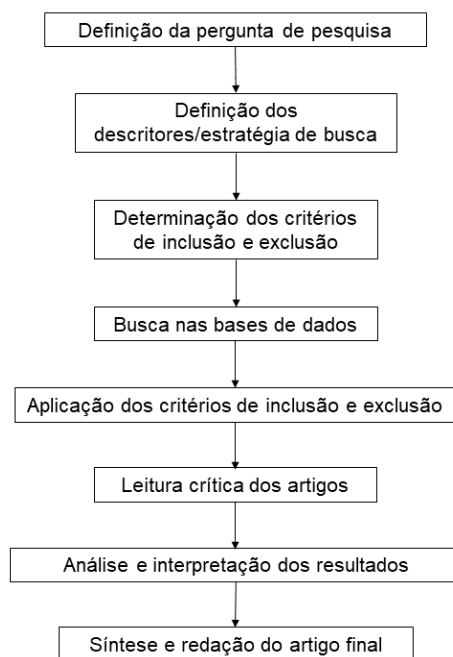 Definição da pergunta de pesquisa
Definição dos
descritores/estratégia de busca
Determinação dos critérios
de inclusão e exclusão
Busca nas bases de dados
Aplicação dos critérios de inclusão e exclusão
Leitura crítica dos artigos
Análise e interpretação dos resultados
Síntese e redação do artigo final